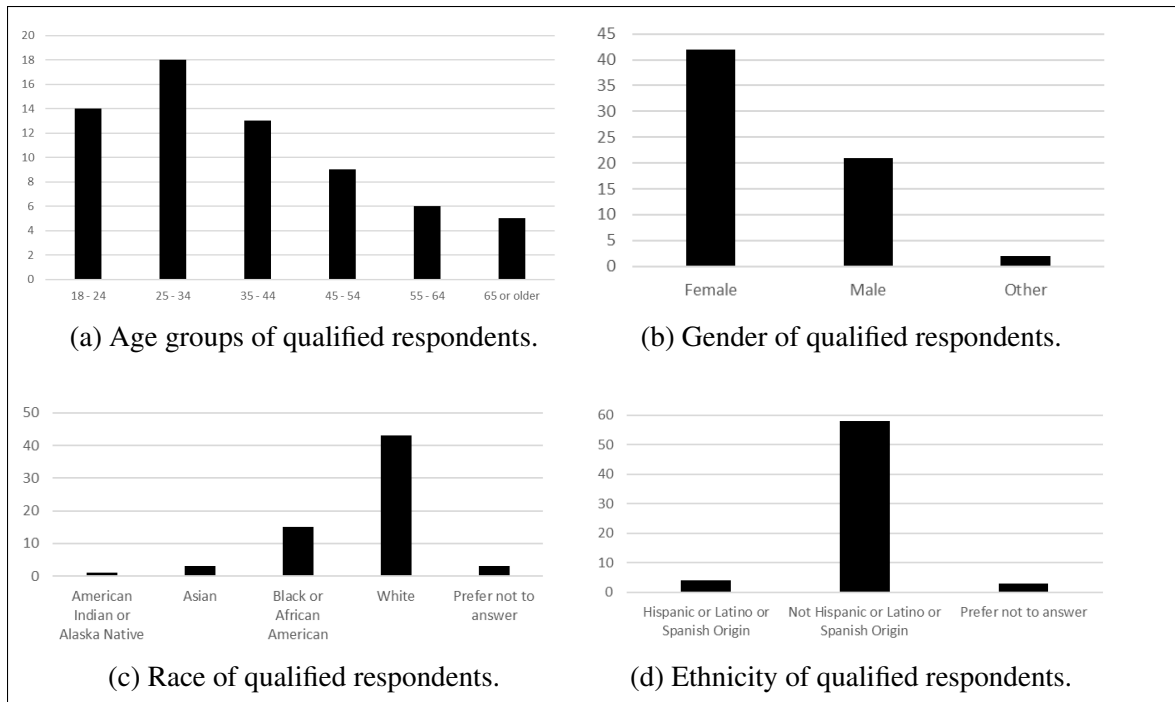 20
18
16
14
12
10
8
6
4
2
0
18 - 24 25 - 34 35 - 44 45 - 54 55 - 64 65 or older
(a) Age groups of qualified respondents.
45
40
35
30
25
20
15
10
5
0
Female Male Other
(b) Gender of qualified respondents.
50
40
30
20
10
0
American
Indian or
Alaska Native
Asian
Black or
African
American
White
Prefer not to
answer
(c) Race of qualified respondents.
60
50
40
30
20
10
0
Hispanic or Latino or
Spanish Origin
Not Hispanic or Latino or
Spanish Origin
Prefer not to answer
(d) Ethnicity of qualified respondents.